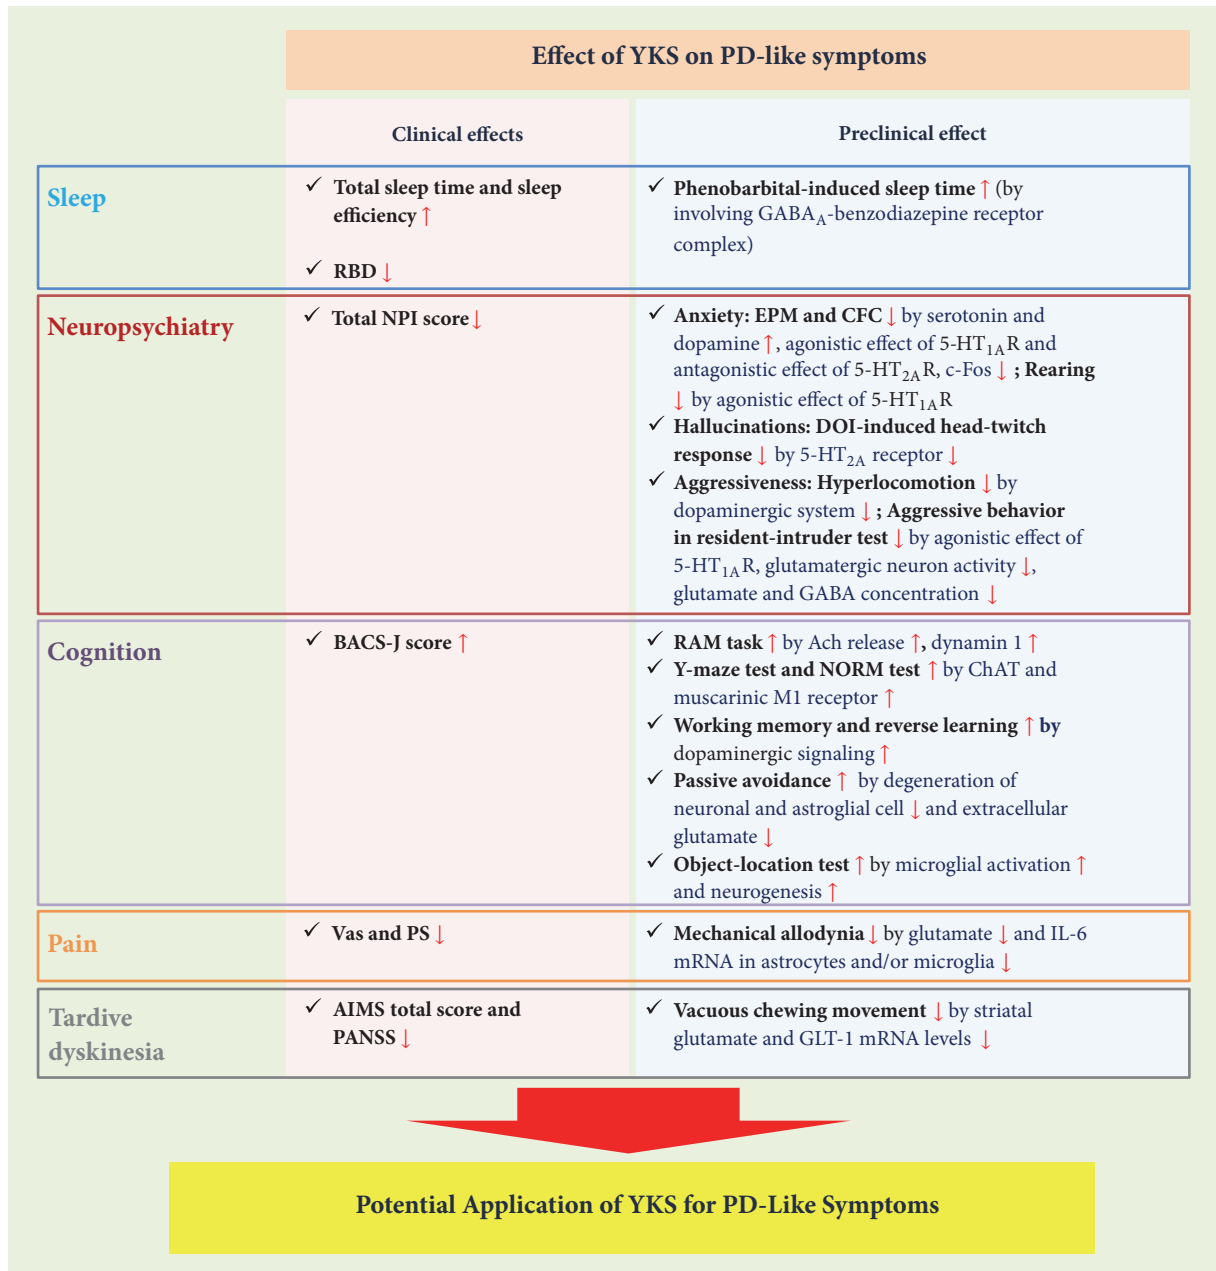 Effect of YKS on PD-like symptoms
Clinical effects
Preclinical effect
Sleep
✓ Total sleep time and sleep
efficiency ↑
✓ RBD ↓
✓ Phenobarbital-induced sleep time ↑ (by
involving GABA_A-benzodiazepine receptor
complex)
Neuropsychiatry
✓ Total NPI score ↓
✓ Anxiety: EPM and CFC ↓ by serotonin and
dopamine ↑, agonistic effect of 5-HT_1AR and
antagonistic effect of 5-HT_2AR, c-Fos ↓ ; Rearing
↓ by agonistic effect of 5-HT_1AR
✓ Hallucinations: DOI-induced head-twitch
response ↓ by 5-HT_2A receptor ↓
✓ Aggressiveness: Hyperlocomotion ↓ by
dopaminergic system ↓ ; Aggressive behavior
in resident-intruder test ↓ by agonistic effect of
5-HT_1AR, glutamatergic neuron activity ↓,
glutamate and GABA concentration ↓
Cognition
✓ BACS-J score ↑
✓ RAM task ↑ by Ach release ↑, dynamin 1 ↑
✓ Y-maze test and NORM test ↑ by ChAT and
muscarinic M1 receptor ↑
✓ Working memory and reverse learning ↑ by
dopaminergic signaling ↑
✓ Passive avoidance ↑ by degeneration of
neuronal and astroglial cell ↓ and extracellular
glutamate ↓
✓ Object-location test ↑ by microglial activation ↑
and neurogenesis ↑
Pain
✓ Vas and PS ↓
✓ Mechanical allodynia ↓ by glutamate ↓ and IL-6
mRNA in astrocytes and/or microglia ↓
Tardive
dyskinesia
✓ AIMS total score and
PANSS ↓
✓ Vacuous chewing movement ↓ by striatal
glutamate and GLT-1 mRNA levels ↓
Potential Application of YKS for PD-Like Symptoms